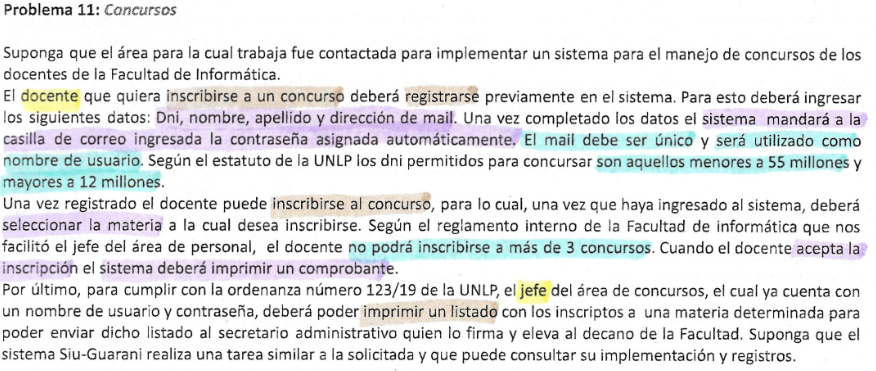 Problema 11: Concursos
Suponga que el área para la cual trabaja fue contactada para implementar un sistema para el manejo de concursos de los
docentes de la Facultad de Informática.
El docente que quiera inscribirse a un concurso deberá registrarse previamente en el sistema. Para esto deberá ingresar
los siguientes datos: Dni, nombre, apellido y dirección de mail. Una vez completado los datos el sistema mandará a la
casilla de correo ingresada la contraseña asignada automáticamente. El mail debe ser único y será utilizado como
nombre de usuario. Según el estatuto de la UNLP los dni permitidos para concursar son aquellos menores a 55 millones y
mayores a 12 millones.
Una vez registrado el docente puede inscribirse al concurso, para lo cual, una vez que haya ingresado al sistema, deberá
seleccionar la materia a la cual desea inscribirse. Según el reglamento interno de la Facultad de informática que nos
facilitó el jefe del área de personal, el docente no podrá inscribirse a más de 3 concursos. Cuando el docente acepta la
inscripción el sistema deberá imprimir un comprobante.
Por último, para cumplir con la ordenanza número 123/19 de la UNLP, el jefe del área de concursos, el cual ya cuenta con
un nombre de usuario y contraseña, deberá poder imprimir un listado con los inscriptos a una materia determinada para
poder enviar dicho listado al secretario administrativo quien lo firma y eleva al decano de la Facultad. Suponga que el
sistema Siu-Guarani realiza una tarea similar a la solicitada y que puede consultar su implementación y registros.